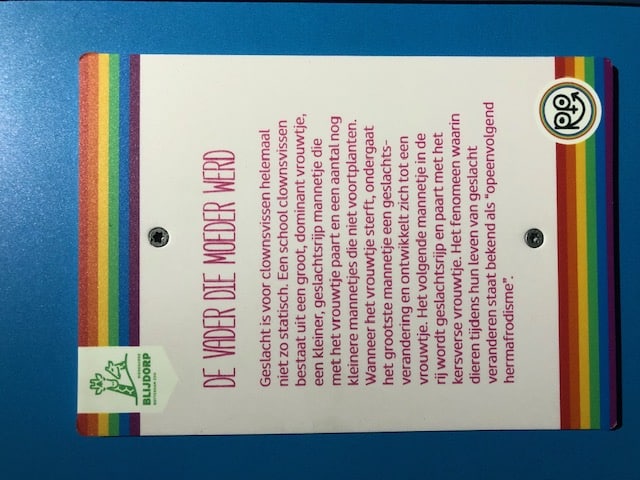 DE VADER DIE MOEDER WERD
Geslacht is voor clownsvissen helemaal
niet zo statisch. Een school clownsvissen
bestaat uit een groot, dominant vrouwtje,
een kleiner, geslachtsrijp mannetje die
met het vrouwtje paart en een aantal nog
kleinere mannetjes die niet voortplanten.
Wanneer het vrouwtje sterft, ondergaat
het grootste mannetje een geslachts-
verandering en ontwikkelt zich tot een
vrouwtje. Het volgende mannetje in de
rij wordt geslachtsrijp en paart met het
kersverse vrouwtje. Het fenomeen waarin
dieren tijdens hun leven van geslacht
veranderen staat bekend als "opeenvolgend
hermafrodisme".
BLIJDORP